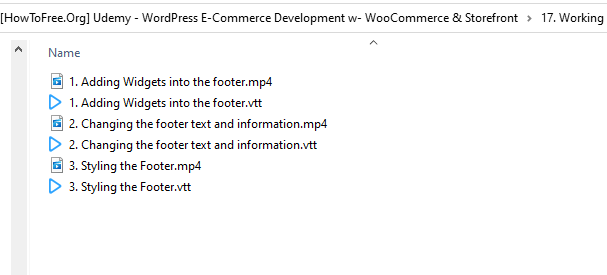 [HowToFree.Org] Udemy - WordPress E-Commerce Development w- WooCommerce & Storefront > 17. Working
Name
1. Adding Widgets into the footer.mp4
1. Adding Widgets into the footer.vtt
2. Changing the footer text and information.mp4
2. Changing the footer text and information.vtt
3. Styling the Footer.mp4
3. Styling the Footer.vtt